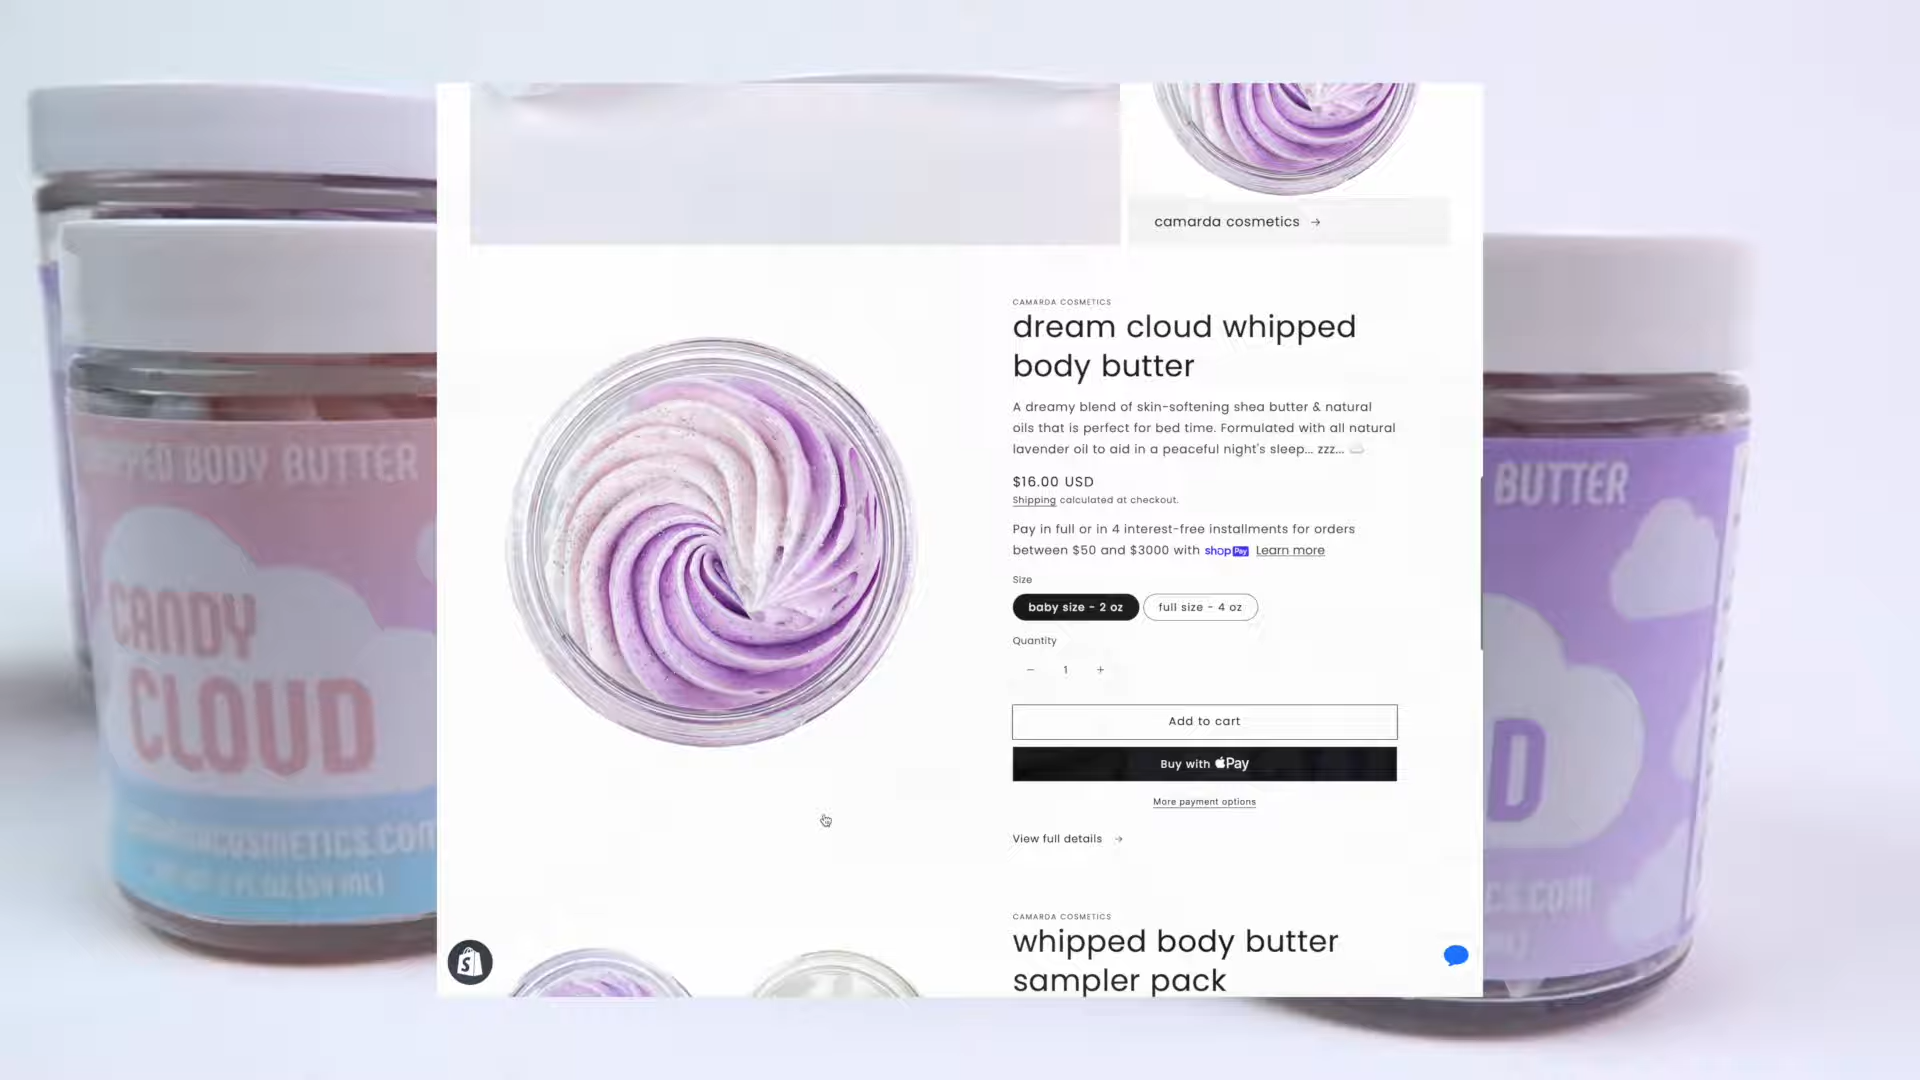 camarda cosmetics →
CAMARDA COSMETICS
dream cloud whipped
body butter
A dreamy blend of skin-softening shea butter & natural
oils that is perfect for bed time. Formulated with all natural
lavender oil to aid in a peaceful night's sleep... zzz... ☁️
$16.00 USD
Shipping calculated at checkout.
Pay in full or in 4 interest-free installments for orders
between $50 and $3000 with shop Pay Learn more
Size
baby size - 2 oz
full size - 4 oz
Quantity
− 1 +
Add to cart
Buy with Pay
More payment options
View full details →
CAMARDA COSMETICS
whipped body butter
sampler pack
BODY BUTTER
CANDY
CLOUD
BUTTER
D